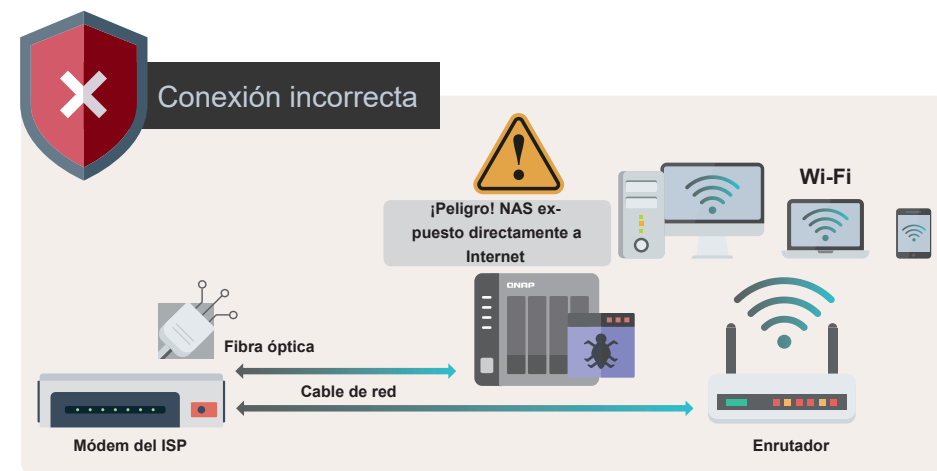 Conexión incorrecta
¡Peligro! NAS ex-
puesto directamente a
Internet
Wi-Fi
QNAP
Fibra óptica
Cable de red
Módem del ISP
Enrutador